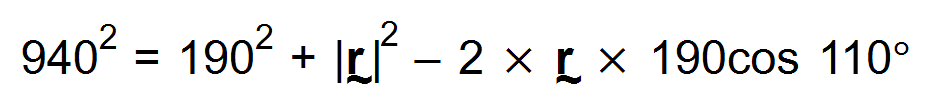 940² = 190² + |r̰|² – 2 × r̰ × 190cos 110°